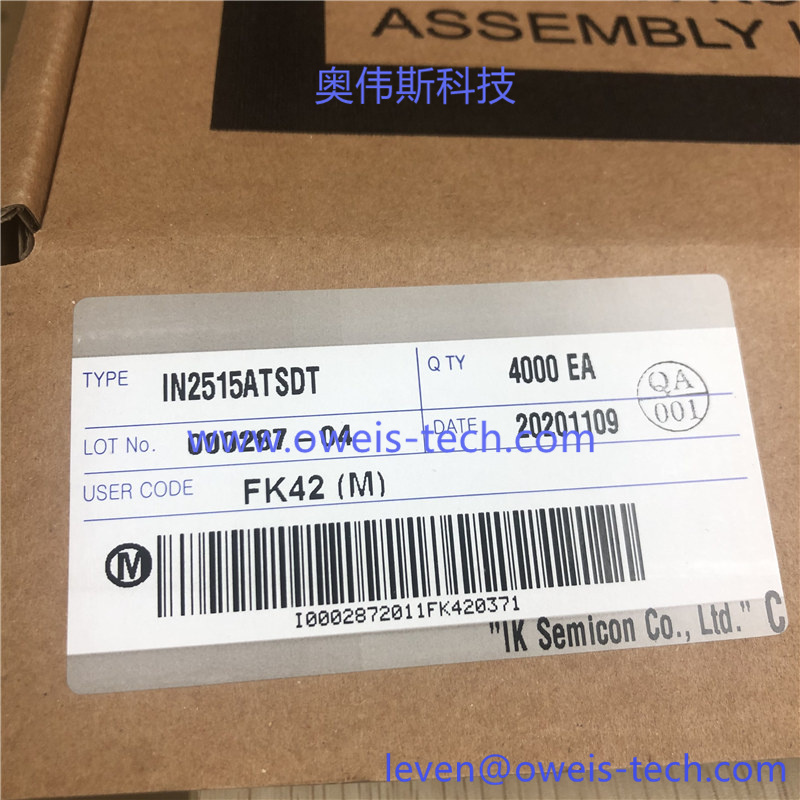 ASSEMBLY
奥伟斯科技
TYPE IN2515ATSDT QTY 4000 EA
QA 001
LOT No. 000287-04 DATE 20201109
www.oweis-tech.com
USER CODE FK42 (M)
M
I0002872011FK420371
"IK Semicon Co., Ltd." C
leven@oweis-tech.com